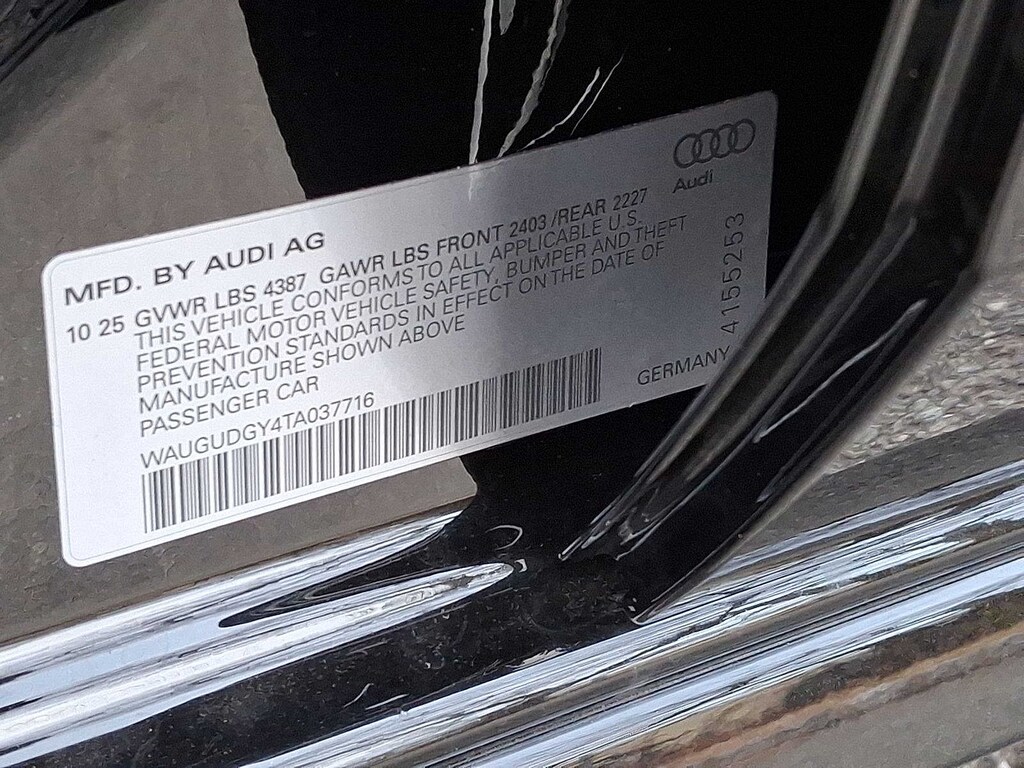 Audi
MFD. BY AUDI AG
10 25 GVWR LBS 4387 GAWR LBS FRONT 2403 /REAR 2227
THIS VEHICLE CONFORMS TO ALL APPLICABLE U.S.
FEDERAL MOTOR VEHICLE SAFETY, BUMPER AND THEFT
PREVENTION STANDARDS IN EFFECT ON THE DATE OF
MANUFACTURE SHOWN ABOVE
PASSENGER CAR
WAUGUDGY4TA037716
GERMANY
4155253